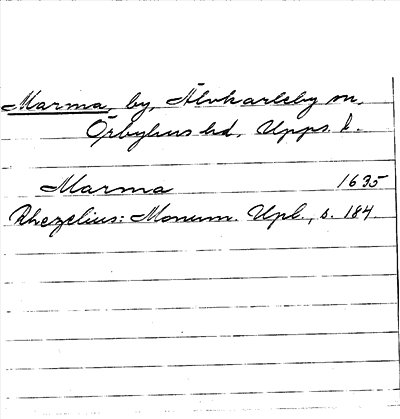 Marma, by, Älvkarleby sn,
Örbyhus hd, Upps. l.
Marma 1635
Rhezelius: Monum. Upl., s. 184